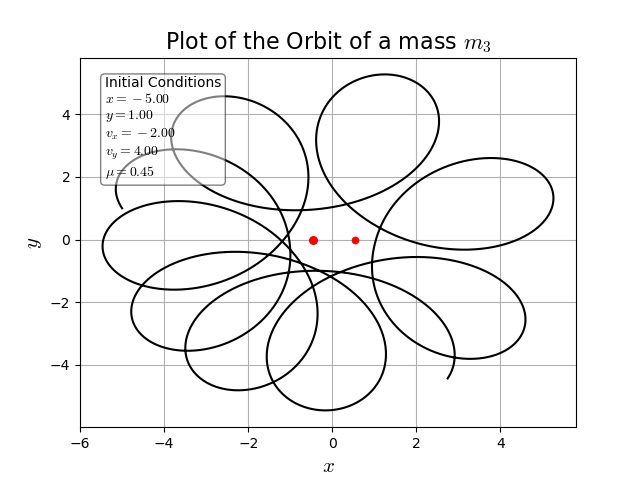 Plot of the Orbit of a mass m₃
Initial Conditions
x = −5.00
y = 1.00
vₓ = −2.00
v_y = 4.00
μ = 0.45
4
2
0
−2
−4
y
−6
−4
−2
0
2
4
x